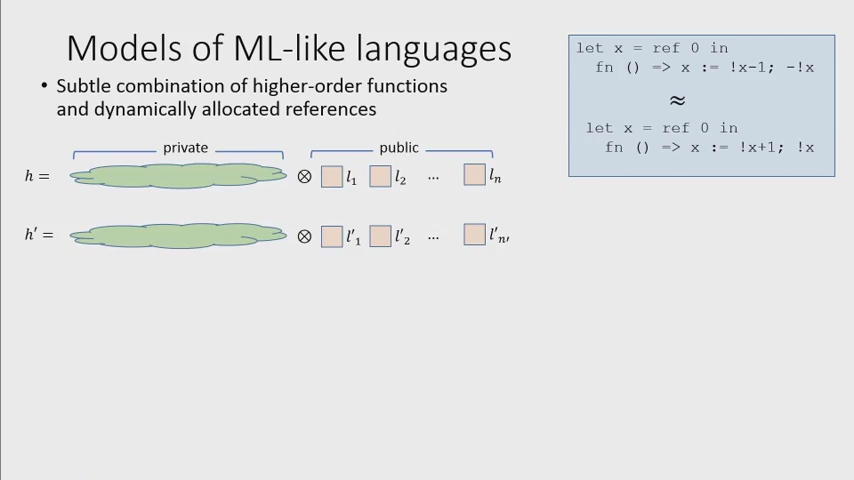 Models of ML-like languages
• Subtle combination of higher-order functions
and dynamically allocated references
let x = ref 0 in
fn () => x := !x-1; -!x
≈
let x = ref 0 in
fn () => x := !x+1; !x
private public
h = ⊗ l₁ l₂ ... lₙ
h′ = ⊗ l′₁ l′₂ ... l′ₙ′